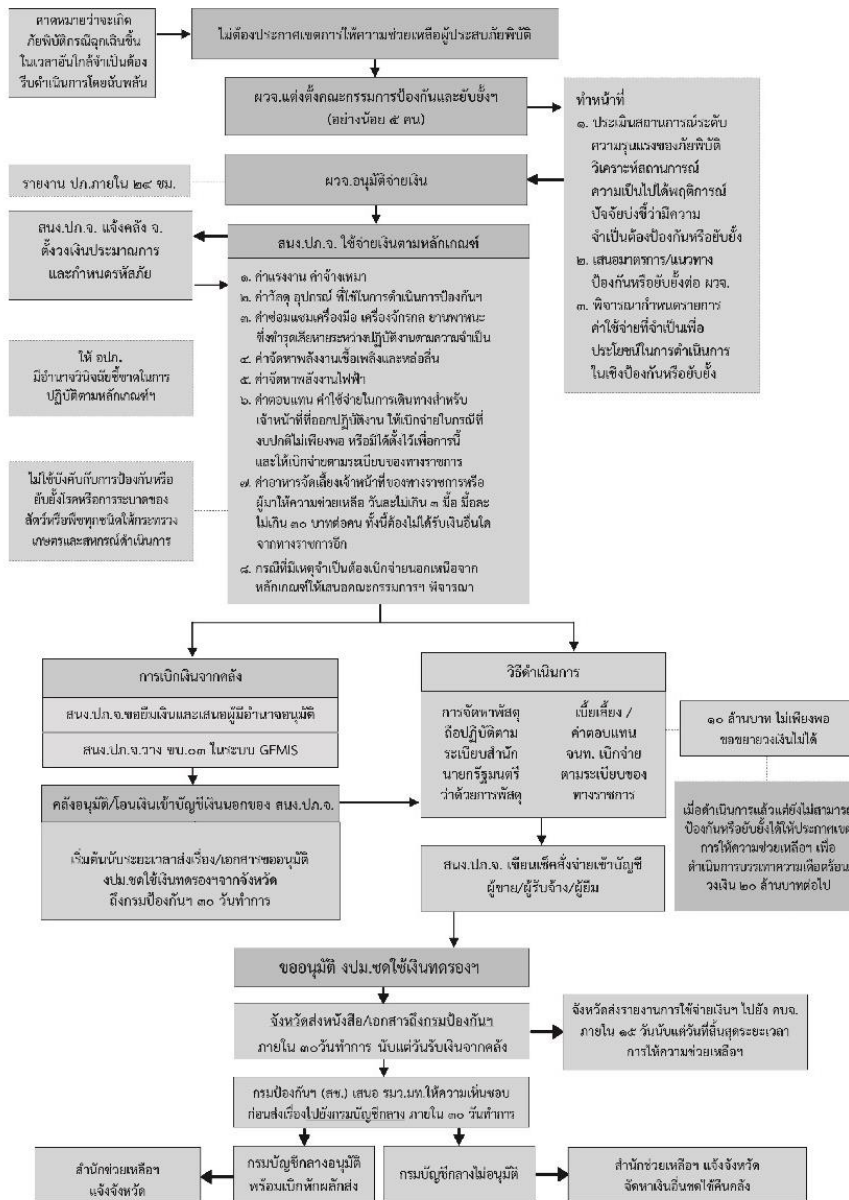 คาดหมายว่าจะเกิด
ภัยพิบัติกรณีฉุกเฉินขึ้น
ในเวลาอันใกล้จำเป็นต้อง
รีบดำเนินการโดยฉับพลัน
ไม่ต้องประกาศเขตการให้ความช่วยเหลือผู้ประสบภัยพิบัติ
ผวจ.แต่งตั้งคณะกรรมการป้องกันและยับยั้งฯ
(อย่างน้อย ๕ คน)
ทำหน้าที่
๑. ประเมินสถานการณ์ระดับ
ความรุนแรงของภัยพิบัติ
วิเคราะห์สถานการณ์
ความเป็นไปได้พฤติการณ์
ปัจจัยบ่งชี้ว่ามีความ
จำเป็นต้องป้องกันหรือยับยั้ง
๒. เสนอมาตรการ/แนวทาง
ป้องกันหรือยับยั้งต่อ ผวจ.
๓. พิจารณากำหนดรายการ
ค่าใช้จ่ายที่จำเป็นเพื่อ
ประโยชน์ในการดำเนินการ
ในเชิงป้องกันหรือยับยั้ง
รายงาน ปภ.ภายใน ๒๔ ชม.
ผวจ.อนุมัติจ่ายเงิน
สนง.ปภ.จ. แจ้งคลัง จ.
ตั้งวงเงินประมาณการ
และกำหนดรหัสภัย
สนง.ปภ.จ. ใช้จ่ายเงินตามหลักเกณฑ์
๑. ค่าแรงงาน ค่าจ้างเหมา
๒. ค่าวัสดุ อุปกรณ์ ที่ใช้ในการดำเนินการป้องกันฯ
๓. ค่าซ่อมแซมเครื่องมือ เครื่องจักรกล ยานพาหนะ
ซึ่งชำรุดเสียหายระหว่างปฏิบัติงานตามความจำเป็น
๔. ค่าจัดหาพลังงานเชื้อเพลิงและหล่อลื่น
๕. ค่าจัดหาพลังงานไฟฟ้า
๖. ค่าตอบแทน ค่าใช้จ่ายในการเดินทางสำหรับ
เจ้าหน้าที่ที่ออกปฏิบัติงาน ให้เบิกจ่ายในกรณีที่
งบปกติไม่เพียงพอ หรือมิได้ตั้งไว้เพื่อการนี้
และให้เบิกจ่ายตามระเบียบของทางราชการ
๗. ค่าอาหารจัดเลี้ยงเจ้าหน้าที่ของทางราชการหรือ
ผู้มาให้ความช่วยเหลือ วันละไม่เกิน ๓ มื้อ มื้อละ
ไม่เกิน ๓๐ บาทต่อคน ทั้งนี้ต้องไม่ได้รับเงินอื่นใด
จากทางราชการอีก
๘. กรณีที่มีเหตุจำเป็นต้องเบิกจ่ายนอกเหนือจาก
หลักเกณฑ์ให้เสนอคณะกรรมการฯ พิจารณา
ให้ อปภ.
มีอำนาจวินิจฉัยชี้ขาดในการ
ปฏิบัติตามหลักเกณฑ์ฯ
ไม่ใช้บังคับกับการป้องกันหรือ
ยับยั้งโรคหรือการระบาดของ
สัตว์หรือพืชทุกชนิดให้กระทรวง
เกษตรและสหกรณ์ดำเนินการ
การเบิกเงินจากคลัง
สนง.ปภ.จ.ขอยืมเงินและเสนอผู้มีอำนาจอนุมัติ
สนง.ปภ.จ.วาง ขบ.๐๓ ในระบบ GFMIS
คลังอนุมัติ/โอนเงินเข้าบัญชีเงินนอกของ สนง.ปภ.จ.
เริ่มต้นนับระยะเวลาส่งเรื่อง/เอกสารขออนุมัติ
งปม.ชดใช้เงินทดรองฯจากจังหวัด
ถึงกรมป้องกันฯ ๓๐ วันทำการ
วิธีดำเนินการ
การจัดหาพัสดุ
ถือปฏิบัติตาม
ระเบียบสำนัก
นายกรัฐมนตรี
ว่าด้วยการพัสดุ
เบี้ยเลี้ยง /
ค่าตอบแทน
จนท. เบิกจ่าย
ตามระเบียบของ
ทางราชการ
๑๐ ล้านบาท ไม่เพียงพอ
ขอขยายวงเงินไม่ได้
เมื่อดำเนินการแล้วแต่ยังไม่สามารถ
ป้องกันหรือยับยั้งได้ให้ประกาศเขต
การให้ความช่วยเหลือฯ เพื่อ
ดำเนินการบรรเทาความเดือดร้อน
วงเงิน ๒๐ ล้านบาทต่อไป
สนง.ปภ.จ. เขียนเช็คสั่งจ่ายเข้าบัญชี
ผู้ขาย/ผู้รับจ้าง/ผู้ยืม
ขออนุมัติ งปม.ชดใช้เงินทดรองฯ
จังหวัดส่งหนังสือ/เอกสารถึงกรมป้องกันฯ
ภายใน ๓๐วันทำการ นับแต่วันรับเงินจากคลัง
จังหวัดส่งรายงานการใช้จ่ายเงินฯ ไปยัง คบจ.
ภายใน ๑๕ วันนับแต่วันที่สิ้นสุดระยะเวลา
การให้ความช่วยเหลือฯ
กรมป้องกันฯ (สช.) เสนอ รมว.มท.ให้ความเห็นชอบ
ก่อนส่งเรื่องไปยังกรมบัญชีกลาง ภายใน ๓๐ วันทำการ
สำนักช่วยเหลือฯ
แจ้งจังหวัด
กรมบัญชีกลางอนุมัติ
พร้อมเบิกหักผลักส่ง
กรมบัญชีกลางไม่อนุมัติ
สำนักช่วยเหลือฯ แจ้งจังหวัด
จัดหาเงินอื่นชดใช้คืนคลัง